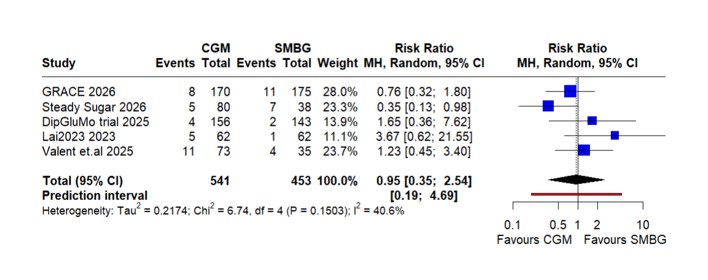 CGM SMBG Risk Ratio Risk Ratio
Study Events Total Events Total Weight MH, Random, 95% CI MH, Random, 95% CI
GRACE 2026 8 170 11 175 28.0% 0.76 [0.32; 1.80]
Steady Sugar 2026 5 80 7 38 23.3% 0.35 [0.13; 0.98]
DipGluMo trial 2025 4 156 2 143 13.9% 1.65 [0.36; 7.62]
Lai2023 2023 5 62 1 62 11.1% 3.67 [0.62; 21.55]
Valent et.al 2025 11 73 4 35 23.7% 1.23 [0.45; 3.40]
Total (95% CI) 541 453 100.0% 0.95 [0.35; 2.54]
Prediction interval [0.19; 4.69]
Heterogeneity: Tau² = 0.2174; Chi² = 6.74, df = 4 (P = 0.1503); I² = 40.6%
0.1 0.5 1 2 10
Favours CGM Favours SMBG